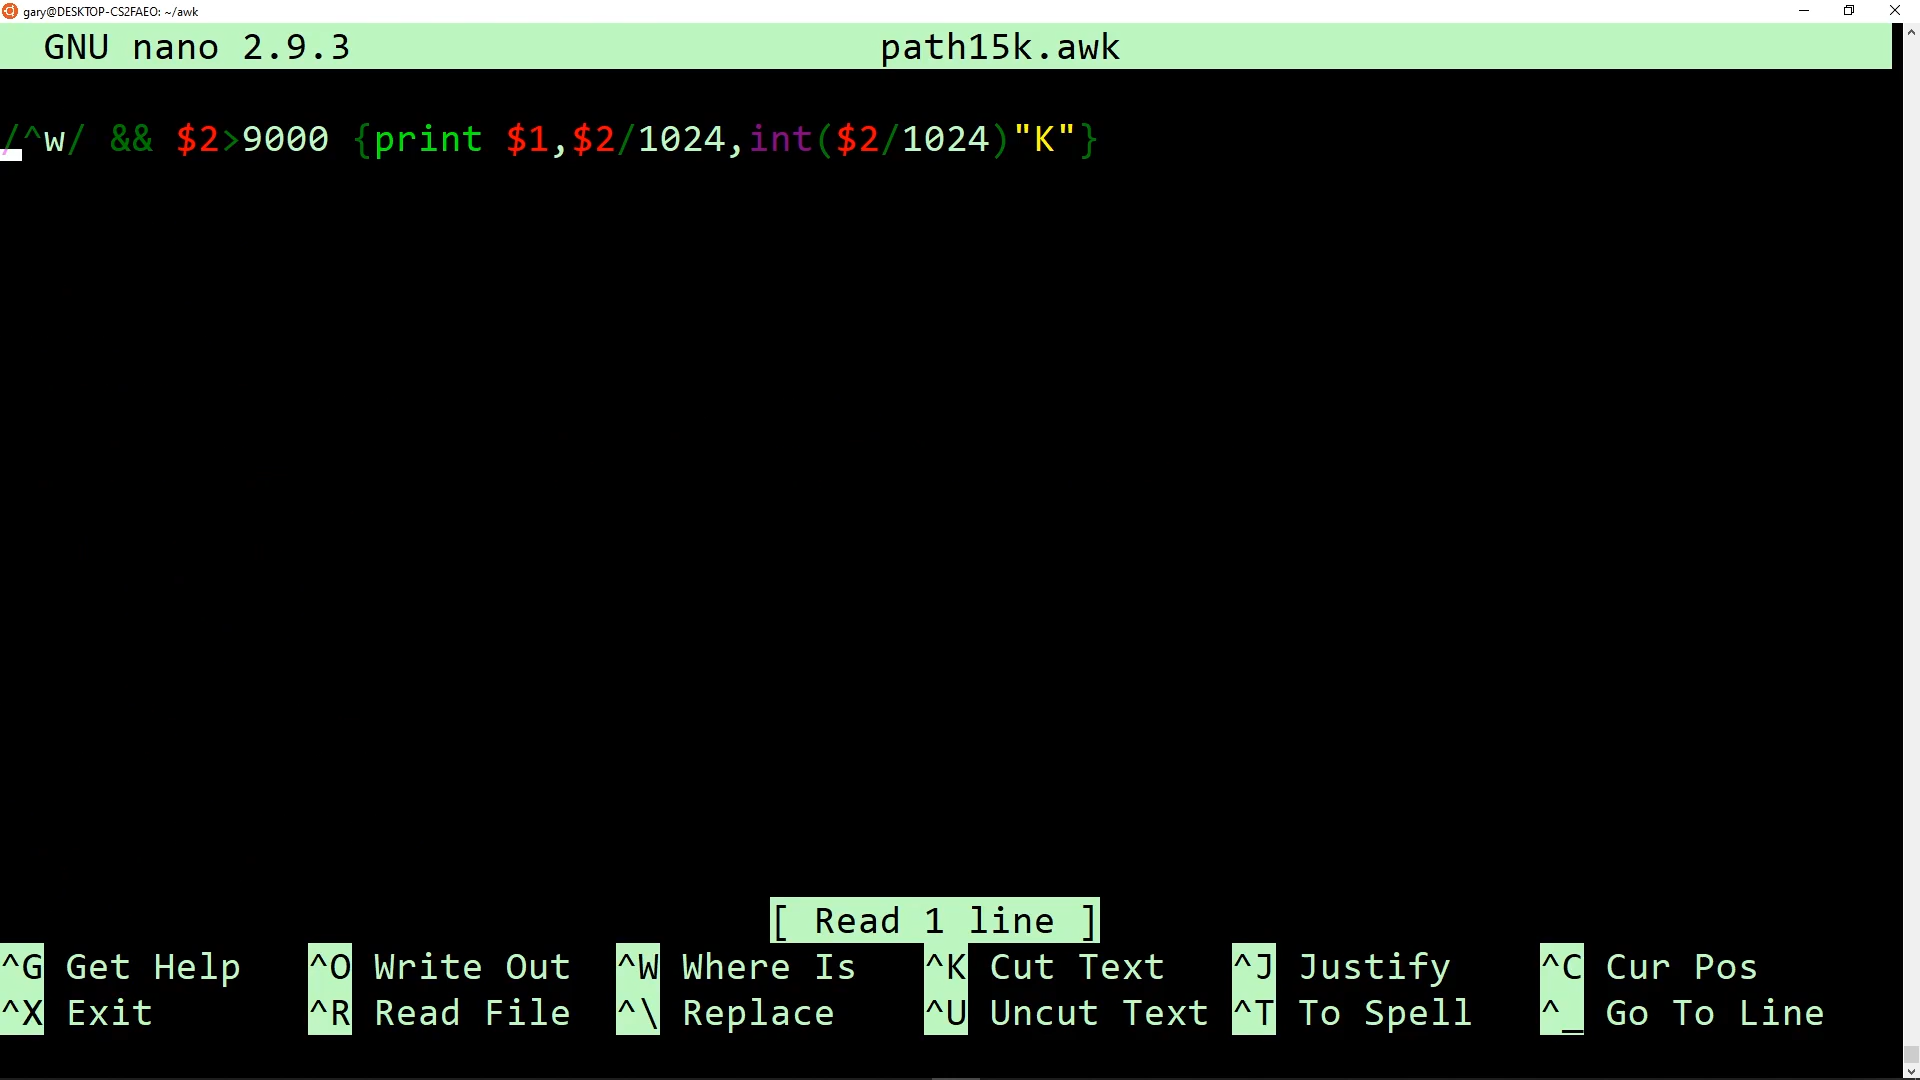 gary@DESKTOP-CS2FAEO: ~/awk
GNU nano 2.9.3 path15k.awk
/^w/ && $2>9000 {print $1,$2/1024,int($2/1024)"K"}
[ Read 1 line ]
^G Get Help ^O Write Out ^W Where Is ^K Cut Text ^J Justify ^C Cur Pos
^X Exit ^R Read File ^\ Replace ^U Uncut Text ^T To Spell ^_ Go To Line